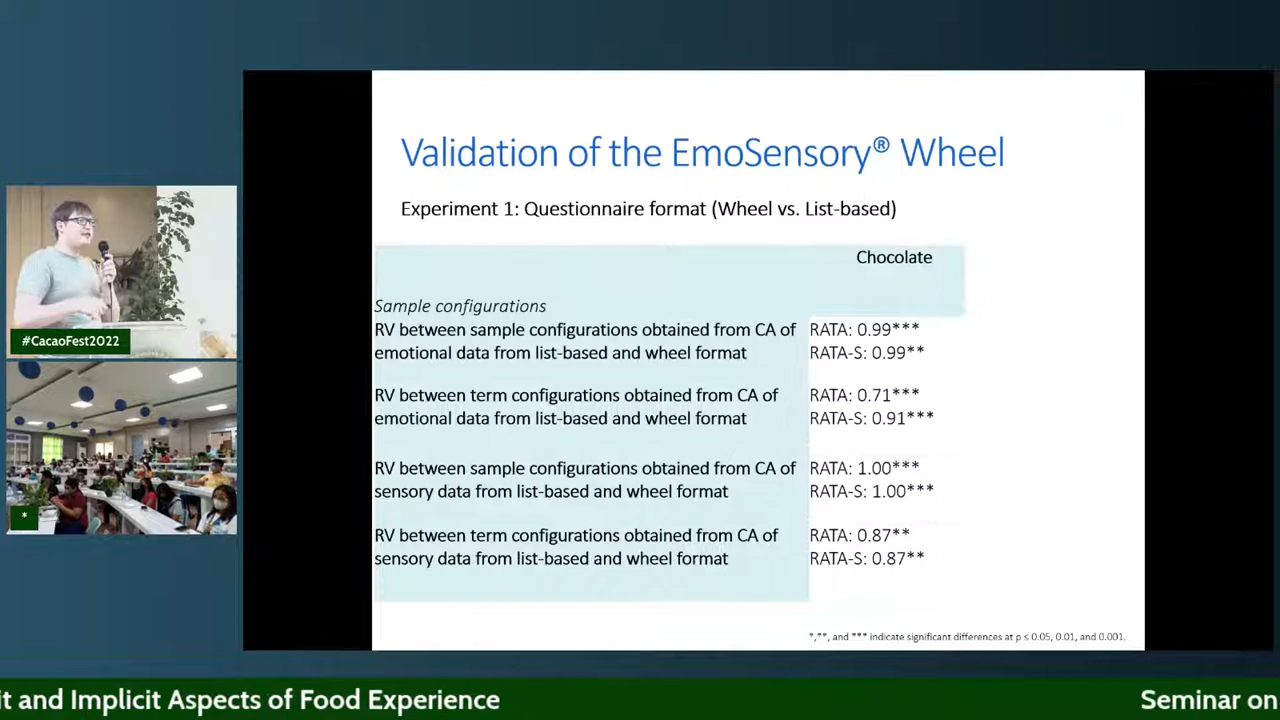 Validation of the EmoSensory® Wheel
Experiment 1: Questionnaire format (Wheel vs. List-based)
Chocolate
Sample configurations
RV between sample configurations obtained from CA of
emotional data from list-based and wheel format
RATA: 0.99***
RATA-S: 0.99**
RV between term configurations obtained from CA of
emotional data from list-based and wheel format
RATA: 0.71***
RATA-S: 0.91***
RV between sample configurations obtained from CA of
sensory data from list-based and wheel format
RATA: 1.00***
RATA-S: 1.00***
RV between term configurations obtained from CA of
sensory data from list-based and wheel format
RATA: 0.87**
RATA-S: 0.87**
*,**, and *** indicate significant differences at p ≤ 0.05, 0.01, and 0.001.
#CacaoFest2022
*
it and Implicit Aspects of Food Experience
Seminar on